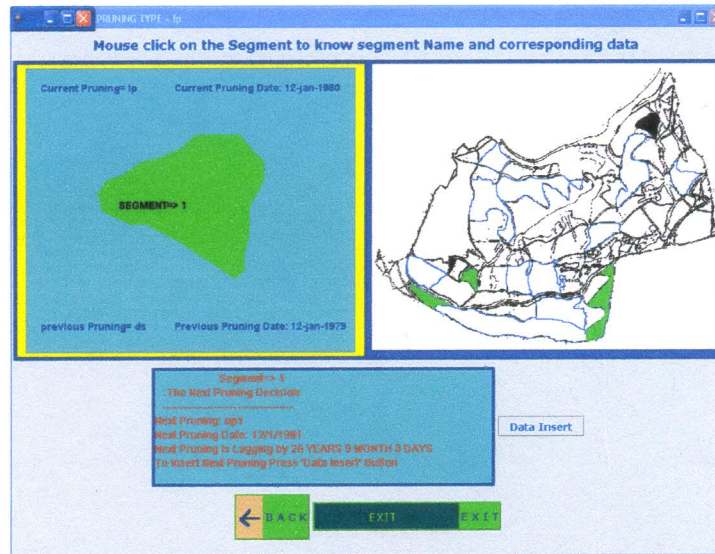 PRUNING TYPE = fp
Mouse click on the Segment to know segment Name and corresponding data
Current Pruning= lp Current Pruning Date: 12-jan-1980
SEGMENT=> 1
previous Pruning= ds Previous Pruning Date: 12-jan-1979
Segment=> 1
:The Next Pruning Decision
---------------------------
Next Pruning: up1
Next Pruning Date: 12/1/1981
Next Pruning is Lagging by 26 YEARS 9 MONTH 3 DAYS
To Insert Next Pruning Press "Data Insert" Button
Data Insert
BACK EXIT EXIT